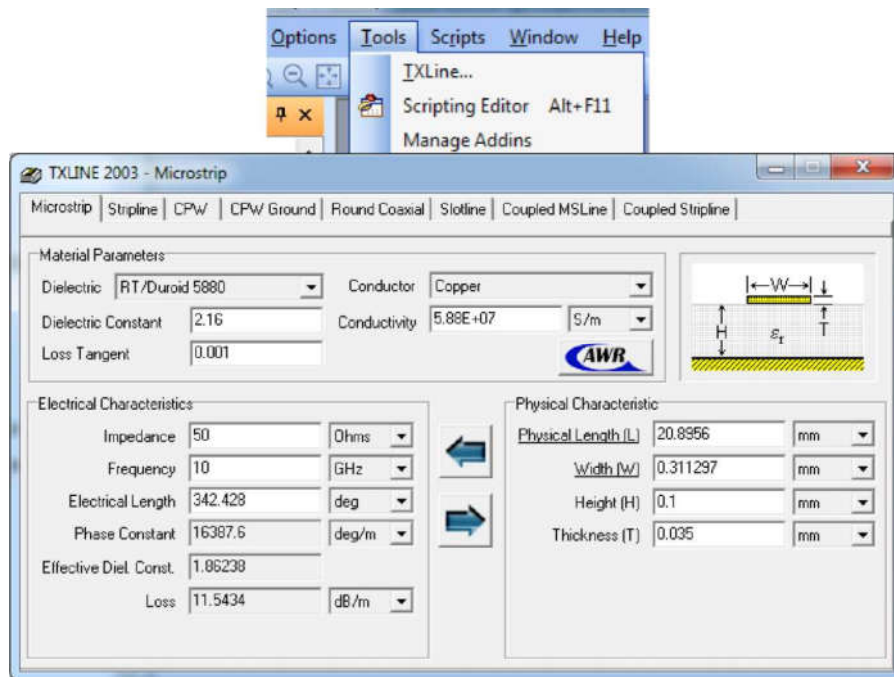 Options Tools Scripts Window Help
TXLine...
Scripting Editor Alt+F11
Manage Addins
TXLINE 2003 - Microstrip
Microstrip Stripline CPW CPW Ground Round Coaxial Slotline Coupled MSLine Coupled Stripline
Material Parameters
Dielectric RT/Duroid 5880 Conductor Copper
Dielectric Constant 2.16 Conductivity 5.88E+07 S/m
Loss Tangent 0.001 AWR
←W→
H εr T
Electrical Characteristics
Impedance 50 Ohms
Frequency 10 GHz
Electrical Length 342.428 deg
Phase Constant 16387.6 deg/m
Effective Diel. Const. 1.86238
Loss 11.5434 dB/m
Physical Characteristic
Physical Length (L) 20.8956 mm
Width (W) 0.311297 mm
Height (H) 0.1 mm
Thickness (T) 0.035 mm